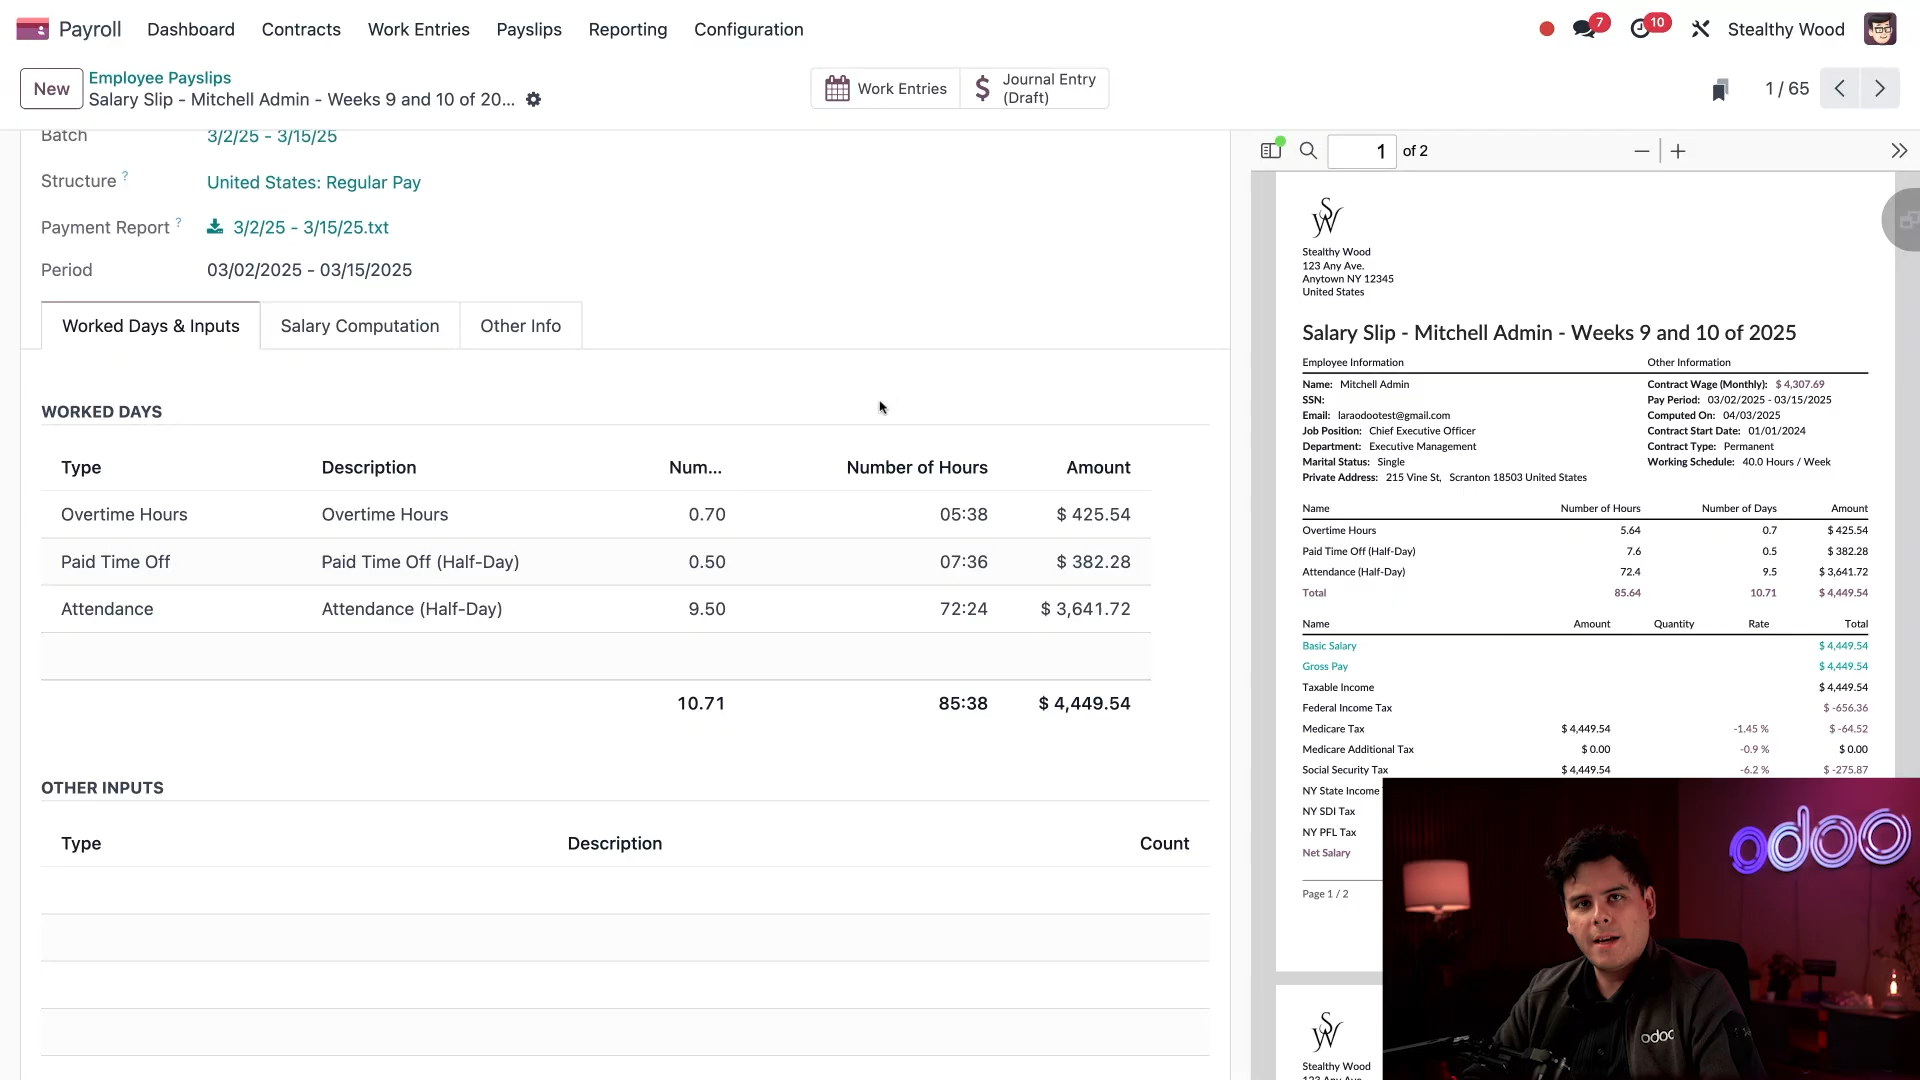 Payroll Dashboard Contracts Work Entries Payslips Reporting Configuration 7 10 Stealthy Wood
New Employee Payslips
Salary Slip - Mitchell Admin - Weeks 9 and 10 of 20...
Work Entries
Journal Entry
(Draft)
1 / 65
Batch 3/2/25 - 3/15/25
Structure ? United States: Regular Pay
Payment Report ? 3/2/25 - 3/15/25.txt
Period 03/02/2025 - 03/15/2025
Worked Days & Inputs Salary Computation Other Info
WORKED DAYS
Type Description Num... Number of Hours Amount
Overtime Hours Overtime Hours 0.70 05:38 $ 425.54
Paid Time Off Paid Time Off (Half-Day) 0.50 07:36 $ 382.28
Attendance Attendance (Half-Day) 9.50 72:24 $ 3,641.72
10.71 85:38 $ 4,449.54
OTHER INPUTS
Type Description Count
1 of 2
SW
Stealthy Wood
123 Any Ave.
Anytown NY 12345
United States
Salary Slip - Mitchell Admin - Weeks 9 and 10 of 2025
Employee Information Other Information
Name: Mitchell Admin Contract Wage (Monthly): $ 4,307.69
SSN: Pay Period: 03/02/2025 - 03/15/2025
Email: laraodootest@gmail.com Computed On: 04/03/2025
Job Position: Chief Executive Officer Contract Start Date: 01/01/2024
Department: Executive Management Contract Type: Permanent
Marital Status: Single Working Schedule: 40.0 Hours / Week
Private Address: 215 Vine St, Scranton 18503 United States
Name Number of Hours Number of Days Amount
Overtime Hours 5.64 0.7 $ 425.54
Paid Time Off (Half-Day) 7.6 0.5 $ 382.28
Attendance (Half-Day) 72.4 9.5 $ 3,641.72
Total 85.64 10.71 $ 4,449.54
Name Amount Quantity Rate Total
Basic Salary $ 4,449.54
Gross Pay $ 4,449.54
Taxable Income $ 4,449.54
Federal Income Tax $ -656.36
Medicare Tax $ 4,449.54 -1.45 % $ -64.52
Medicare Additional Tax $ 0.00 -0.9 % $ 0.00
Social Security Tax $ 4,449.54 -6.2 % $ -275.87
NY State Income
NY SDI Tax
NY PFL Tax
Net Salary
Page 1 / 2
SW
Stealthy Wood
odoo
odoo